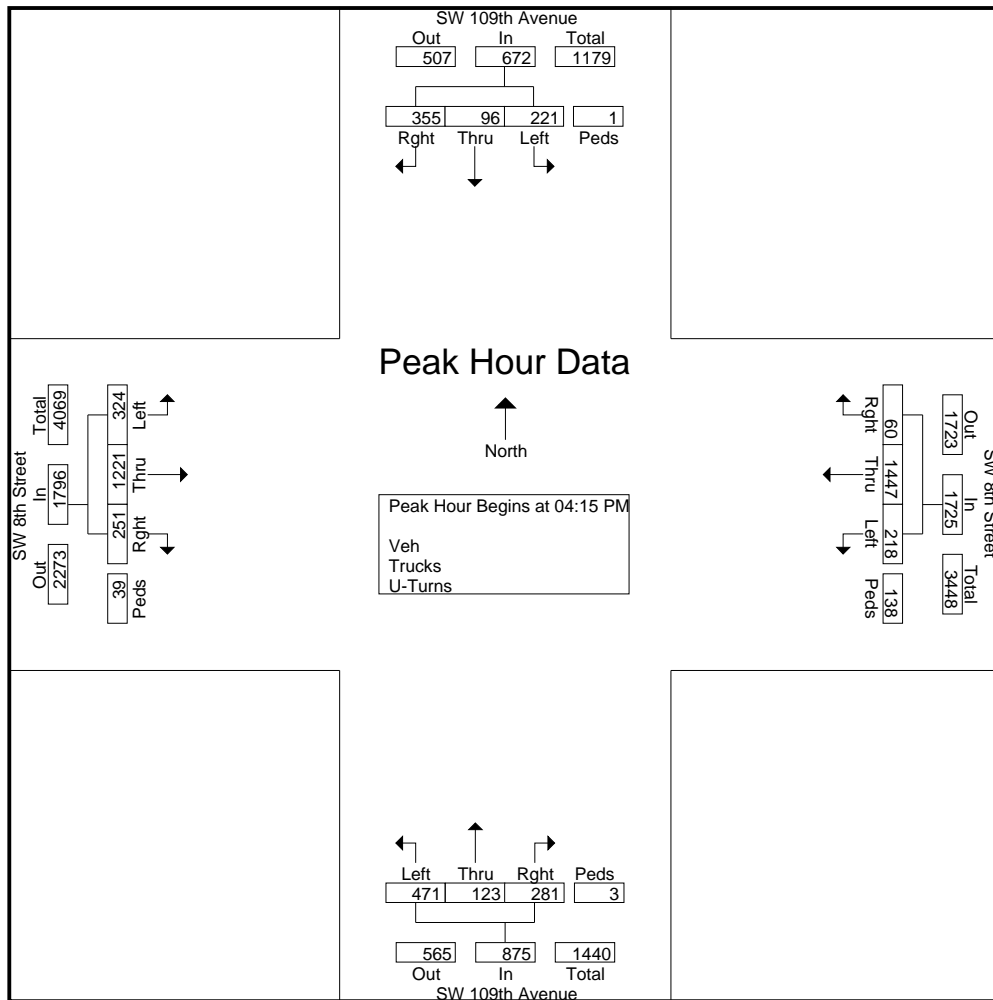 SW 109th Avenue
Out In Total
507 672 1179
355 96 221 1
Rght Thru Left Peds
Peak Hour Data
North
Peak Hour Begins at 04:15 PM
Veh
Trucks
U-Turns
SW 8th Street
Total In Out
4069 1796 2273
324 1221 251 39
Left Thru Rght Peds
SW 8th Street
Out In Total
1723 1725 3448
60 1447 218 138
Rght Thru Left Peds
Left Thru Rght Peds
471 123 281 3
565 875 1440
Out In Total
SW 109th Avenue